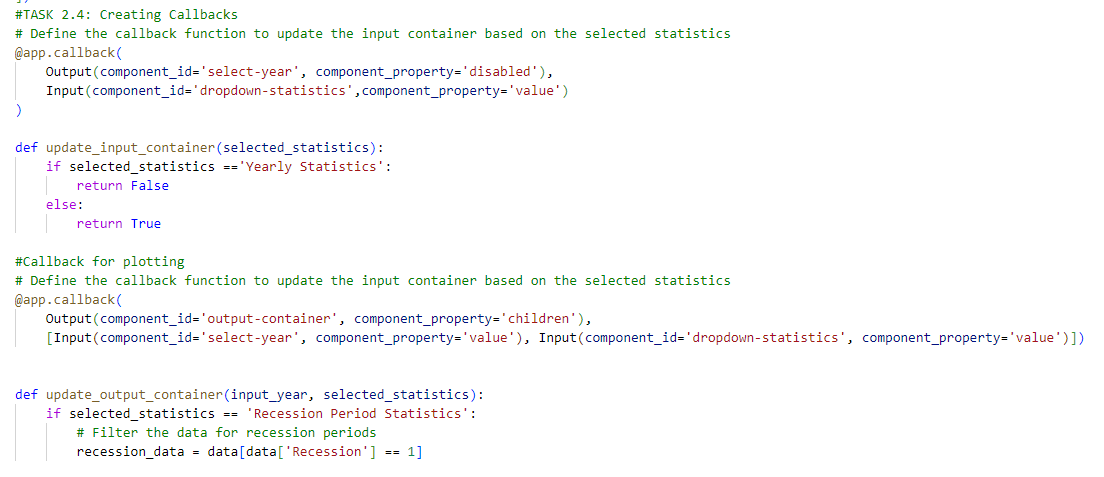 #TASK 2.4: Creating Callbacks
# Define the callback function to update the input container based on the selected statistics
@app.callback(
    Output(component_id='select-year', component_property='disabled'),
    Input(component_id='dropdown-statistics',component_property='value')
)
def update_input_container(selected_statistics):
    if selected_statistics =='Yearly Statistics':
        return False
    else:
        return True
#Callback for plotting
# Define the callback function to update the input container based on the selected statistics
@app.callback(
    Output(component_id='output-container', component_property='children'),
    [Input(component_id='select-year', component_property='value'), Input(component_id='dropdown-statistics', component_property='value')])
def update_output_container(input_year, selected_statistics):
    if selected_statistics == 'Recession Period Statistics':
        # Filter the data for recession periods
        recession_data = data[data['Recession'] == 1]